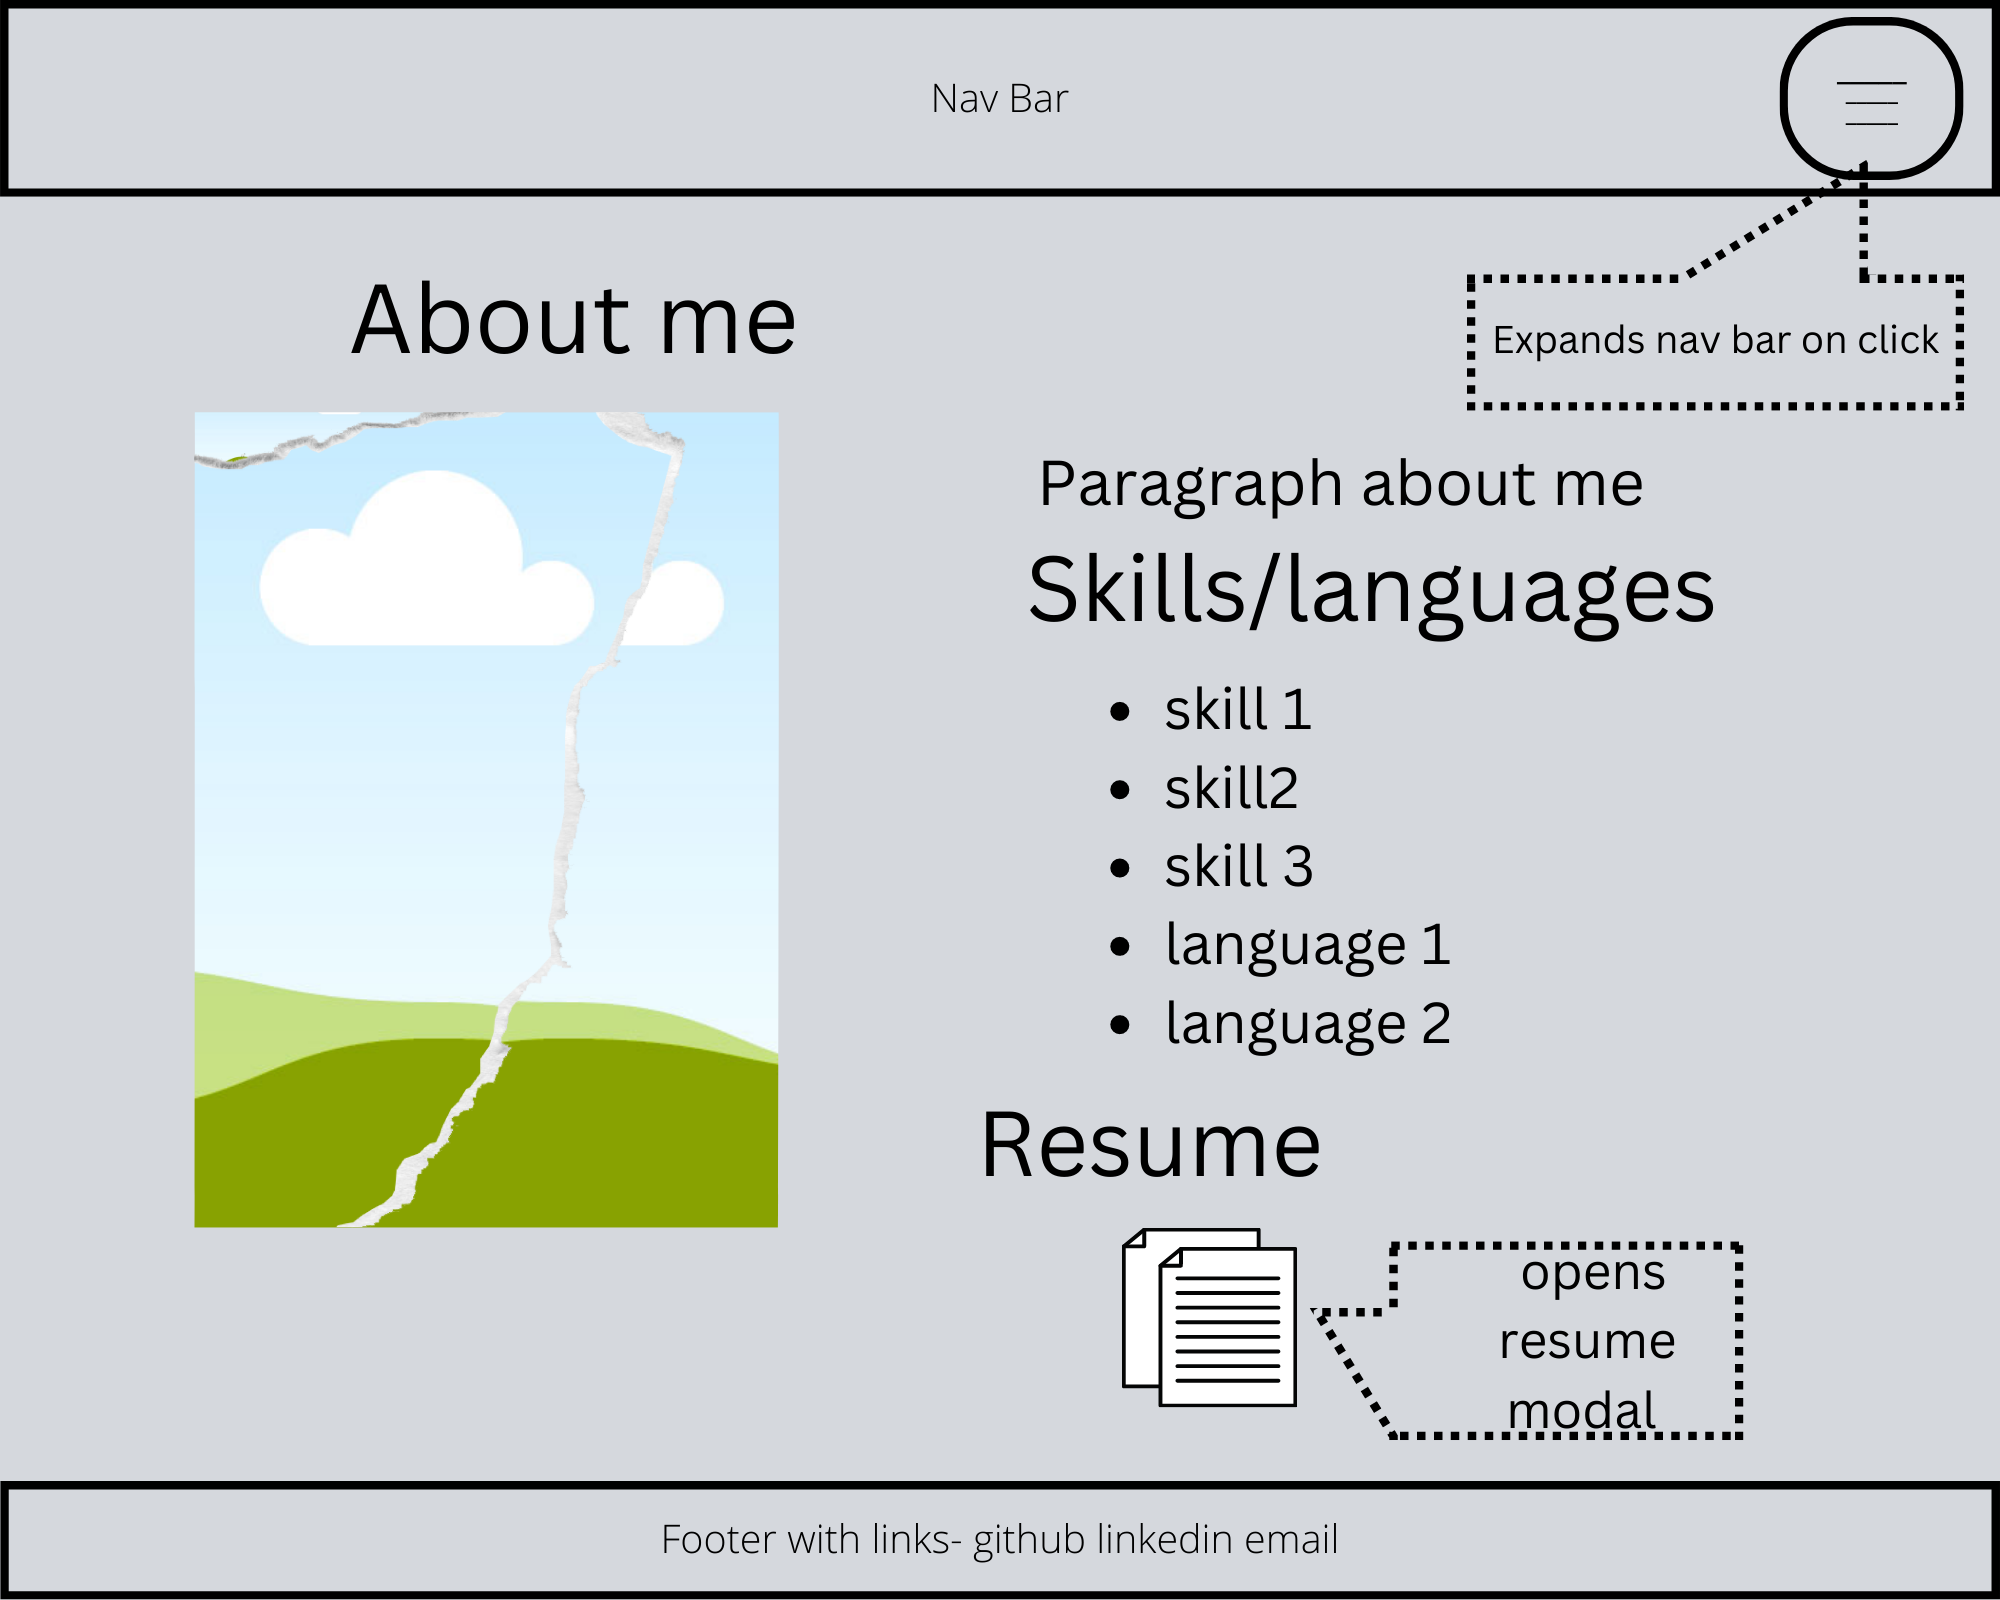 Nav Bar
Expands nav bar on click
About me
Paragraph about me
Skills/languages
skill 1
skill2
skill 3
language 1
language 2
Resume
opens
resume
modal
Footer with links- github linkedin email